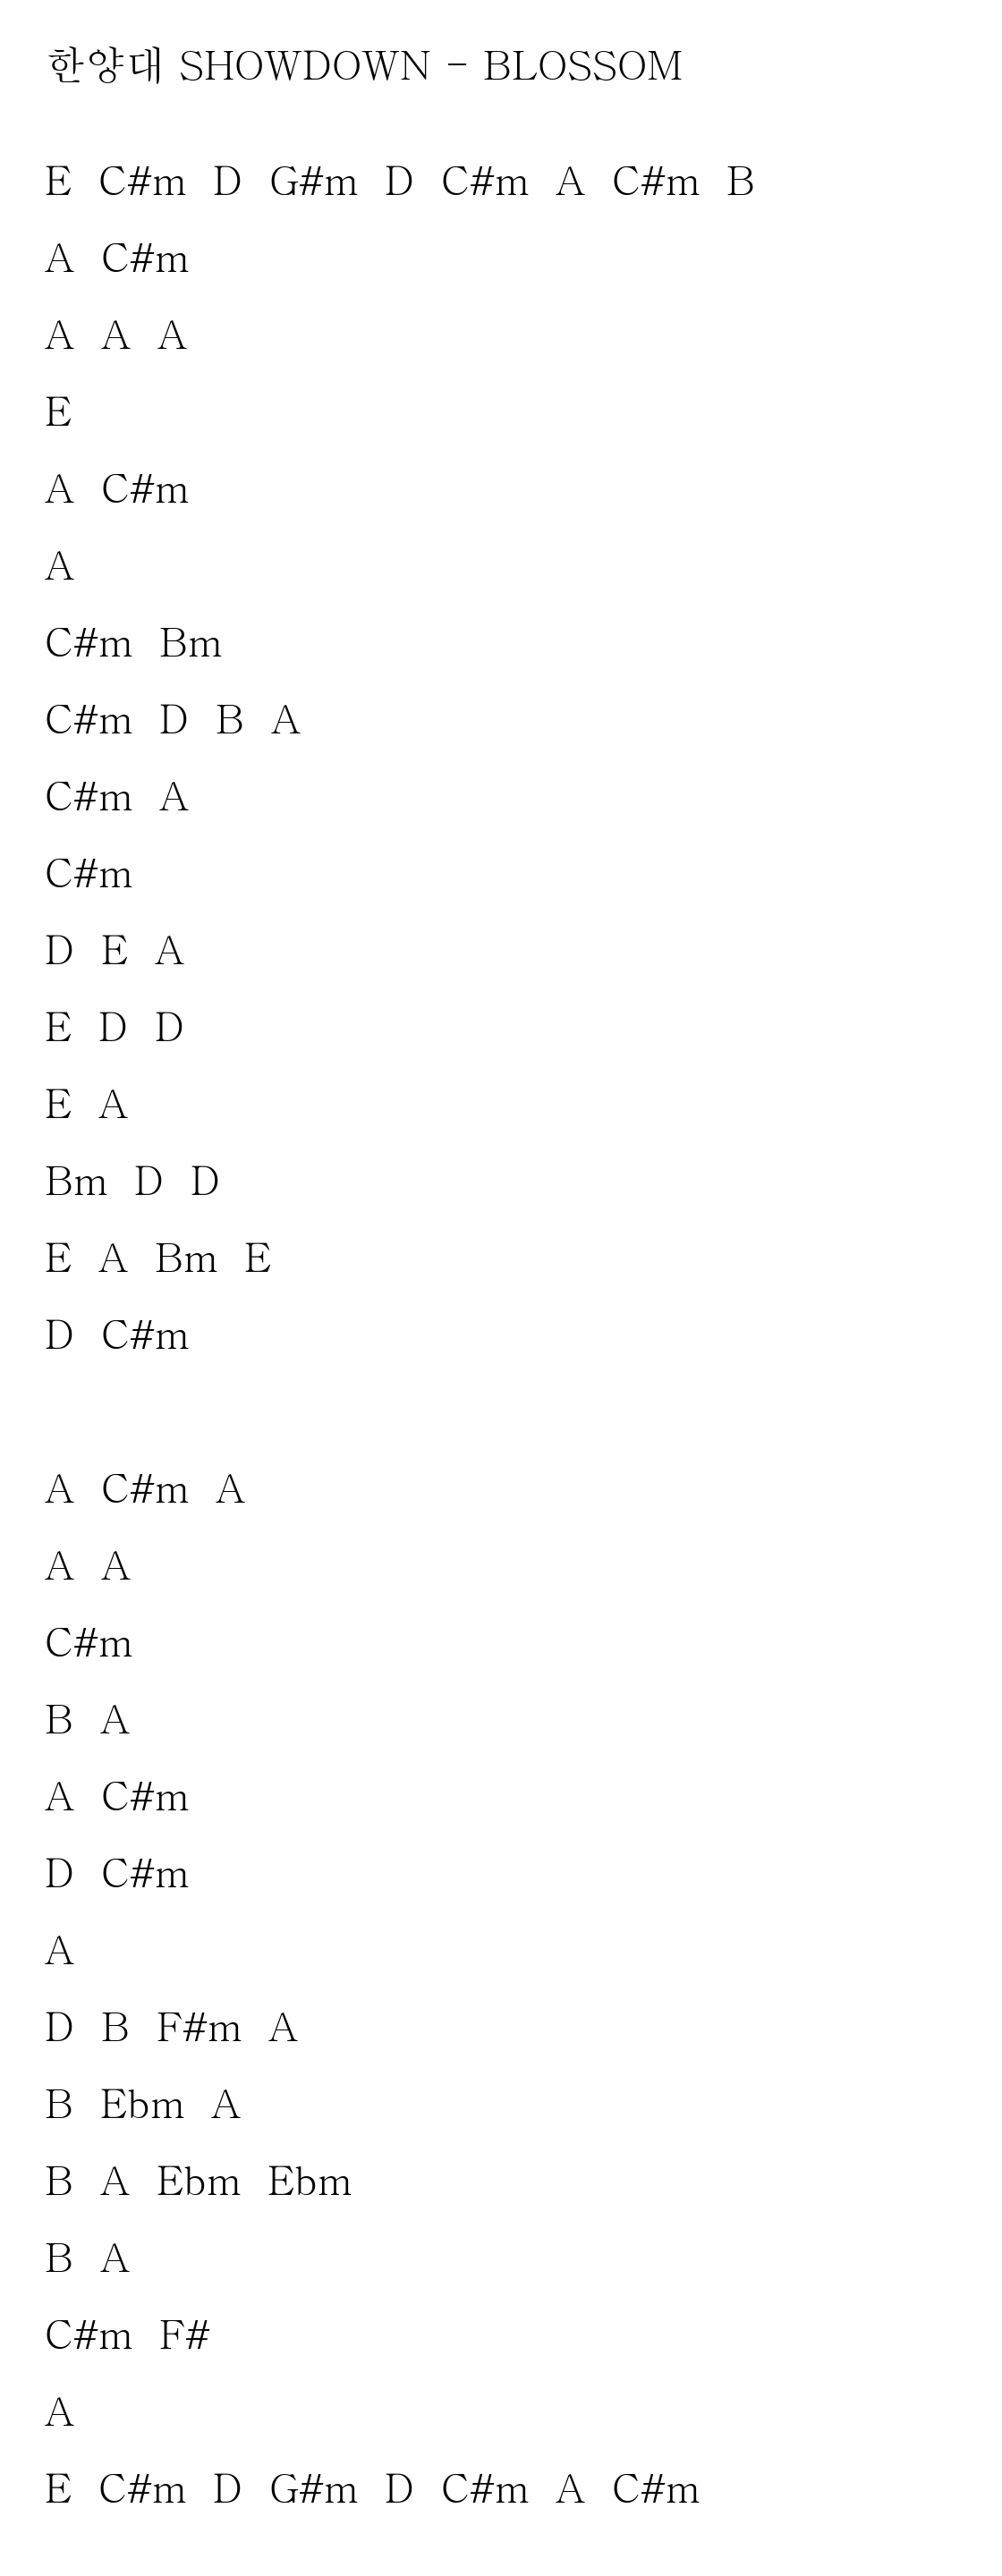 한양대 SHOWDOWN - BLOSSOM
E C#m D G#m D C#m A C#m B
A C#m
A A A
E
A C#m
A
C#m Bm
C#m D B A
C#m A
C#m
D E A
E D D
E A
Bm D D
E A Bm E
D C#m
A C#m A
A A
C#m
B A
A C#m
D C#m
A
D B F#m A
B Ebm A
B A Ebm Ebm
B A
C#m F#
A
E C#m D G#m D C#m A C#m